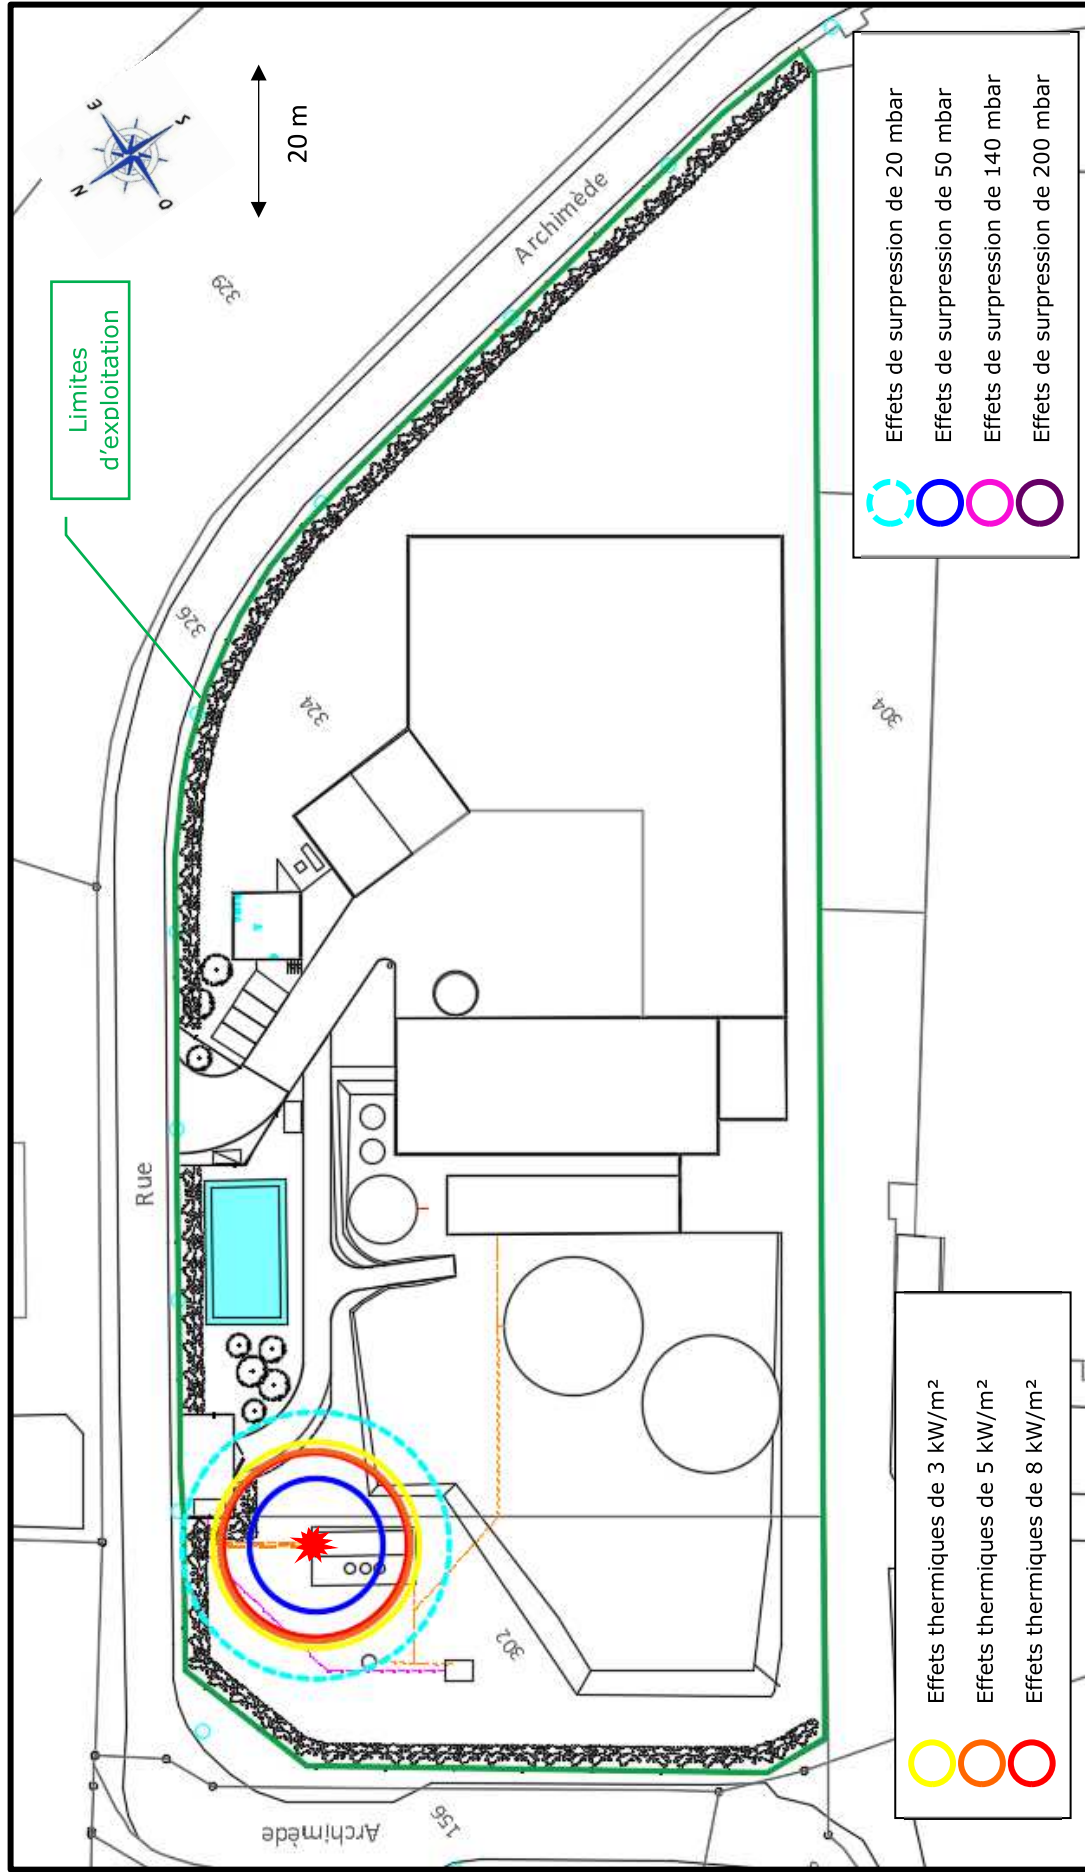 N
E
S
O
20 m
Limites
d'exploitation
329
326
324
304
302
156
Rue
Archimède
Archimède
Effets thermiques de 3 kW/m²
Effets thermiques de 5 kW/m²
Effets thermiques de 8 kW/m²
Effets de surpression de 20 mbar
Effets de surpression de 50 mbar
Effets de surpression de 140 mbar
Effets de surpression de 200 mbar